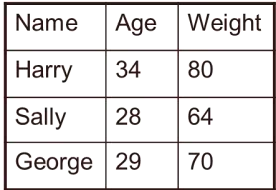 Name Age Weight
Harry 34 80
Sally 28 64
George 29 70